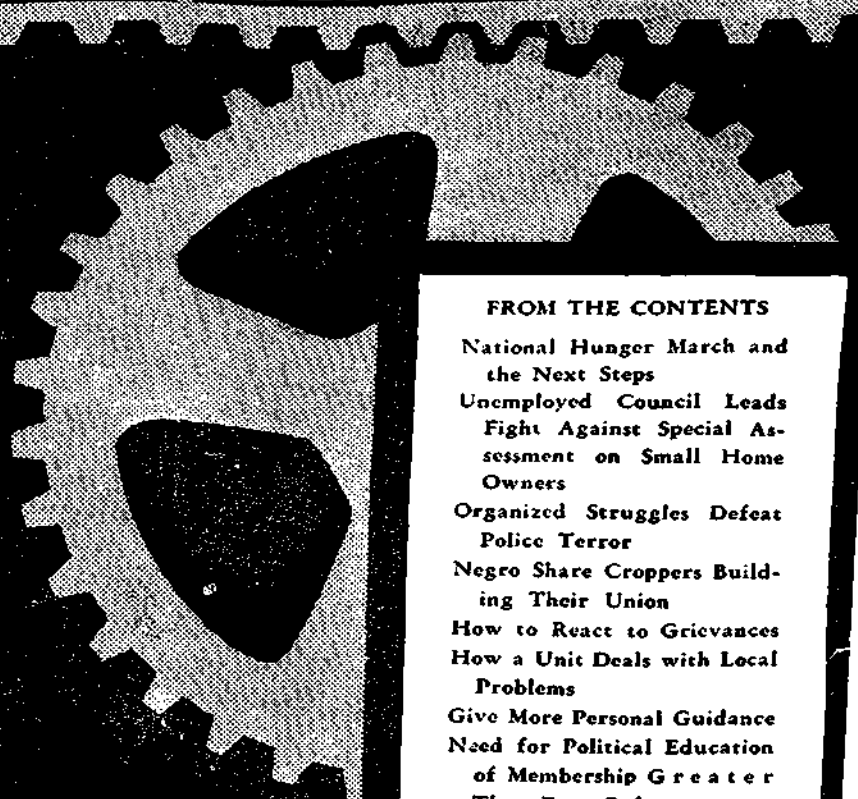 FROM THE CONTENTS
National Hunger March and
the Next Steps
Unemployed Council Leads
Fight Against Special As-
sessment on Small Home
Owners
Organized Struggles Defeat
Police Terror
Negro Share Croppers Build-
ing Their Union
How to React to Grievances
How a Unit Deals with Local
Problems
Give More Personal Guidance
Need for Political Education
of Membership Greater